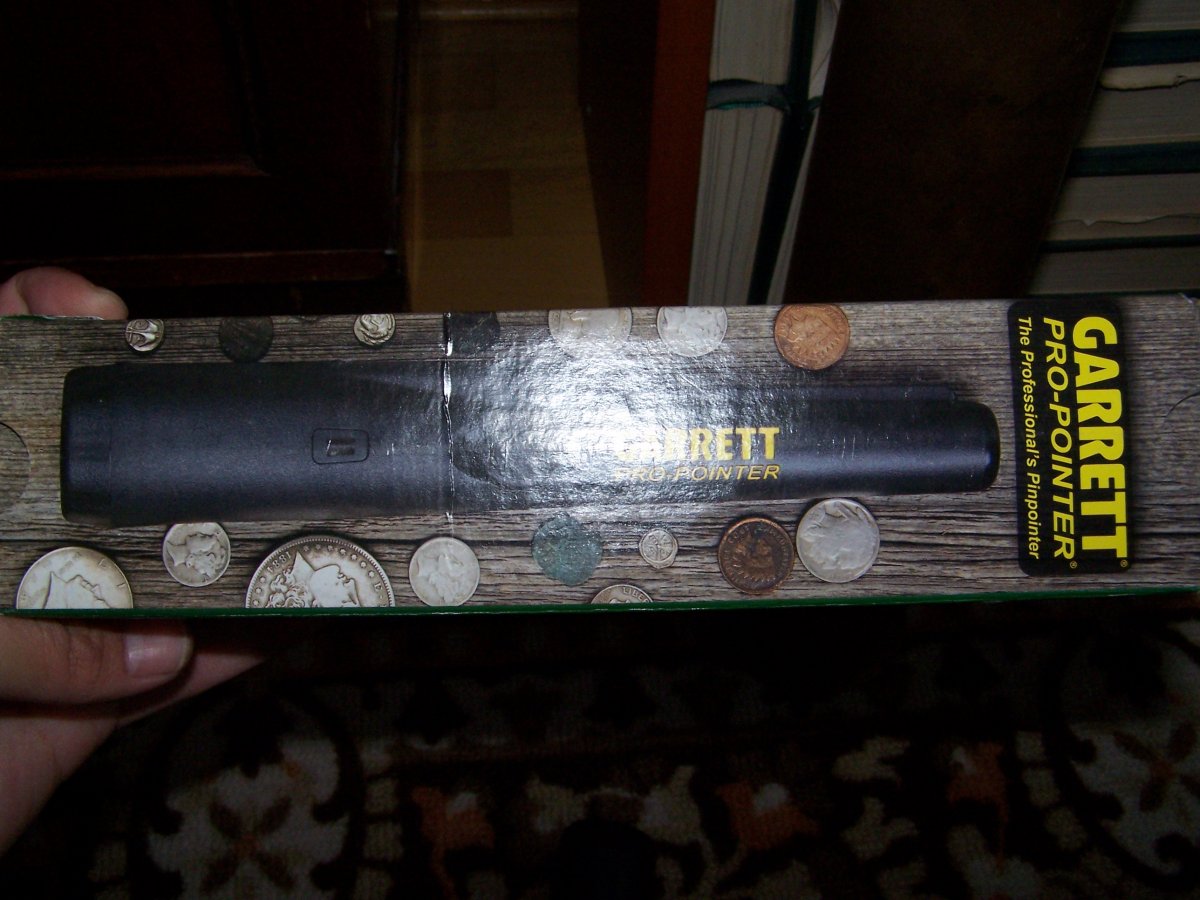 GARRETT
PRO-POINTER
GARRETT®
PRO-POINTER®
The Professional's Pinpointer